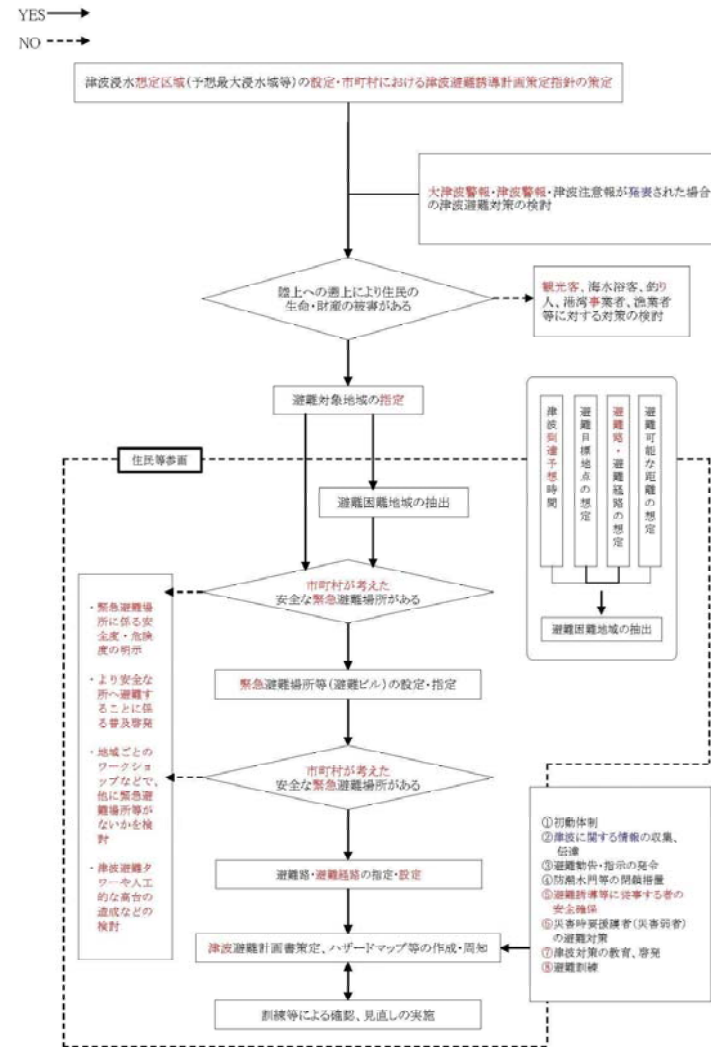 YES
NO
津波浸水想定区域(予想最大浸水域等)の設定・市町村における津波避難誘導計画策定指針の策定
大津波警報・津波警報・津波注意報が発表された場合
の津波避難対策の検討
陸上への遡上により住民の
生命・財産の被害がある
観光客、海水浴客、釣り
人、港湾事業者、漁業者
等に対する対策の検討
避難対象地域の指定
住民等参画
避難困難地域の抽出
津波到達予想時間
避難目標地点の想定
避難路・避難経路の想定
避難可能な距離の想定
避難困難地域の抽出
市町村が考えた
安全な緊急避難場所がある
・緊急避難場
所に係る安
全度・危険
度の明示
・より安全な
所へ避難す
ることに係
る普及啓発
・地域ごとの
ワークショ
ップなどで、
他に緊急避
難場所等が
ないかを検
討
・津波避難タ
ワーや人工
的な高台の
造成などの
検討
緊急避難場所等(避難ビル)の設定・指定
市町村が考えた
安全な緊急避難場所がある
避難路・避難経路の指定・設定
津波避難計画書策定、ハザードマップ等の作成・周知
①初動体制
②津波に関する情報の収集、
伝達
③避難勧告・指示の発令
④防潮水門等の閉鎖措置
⑤避難誘導等に従事する者の
安全確保
⑥災害時要援護者(災害弱者)
の避難対策
⑦津波対策の教育、啓発
⑧避難訓練
訓練等による確認、見直しの実施